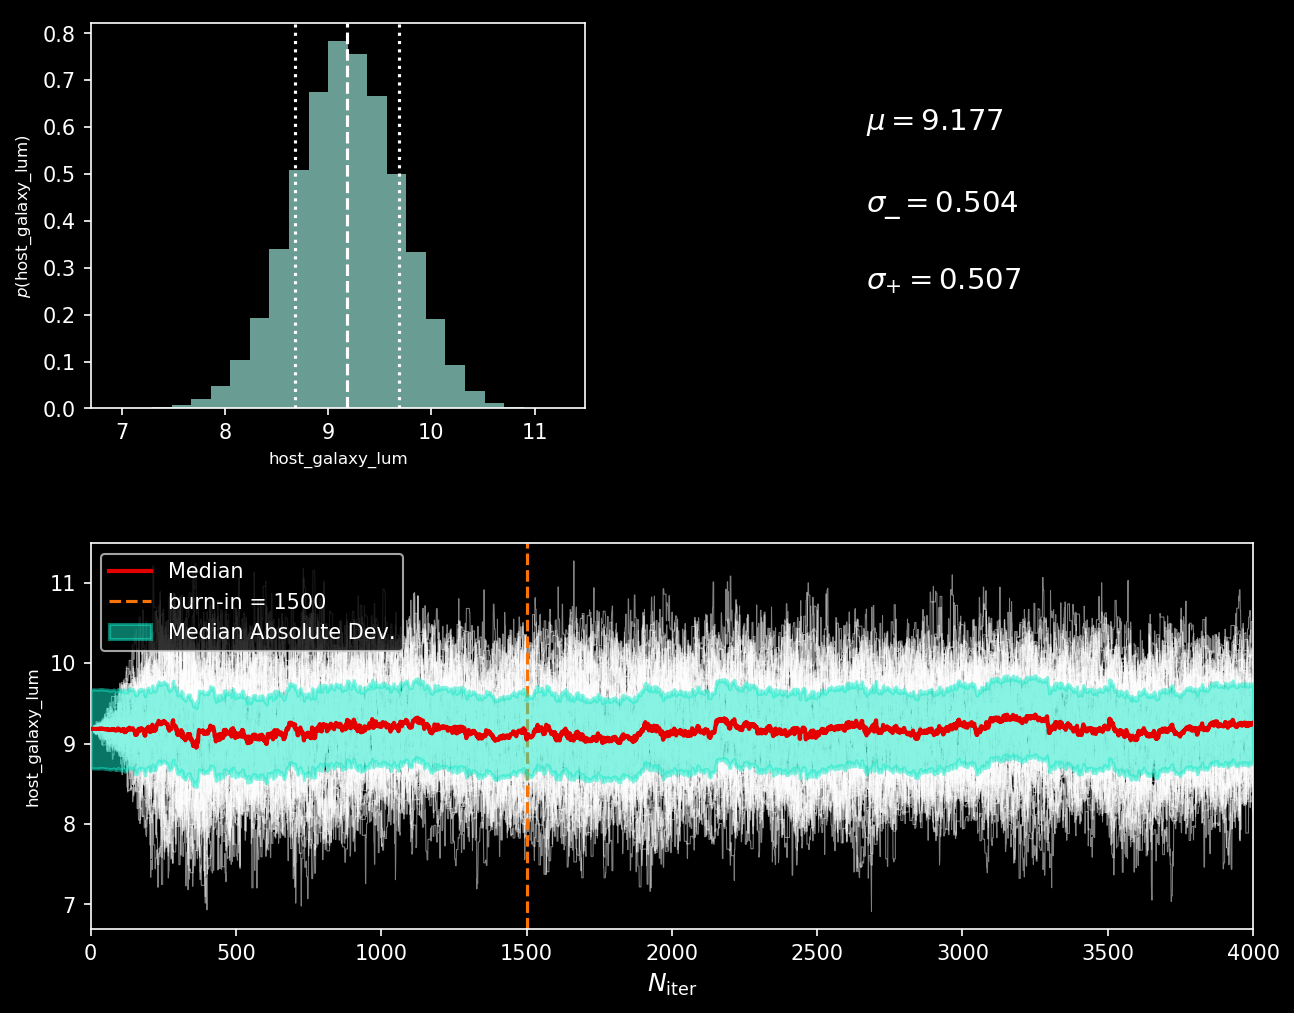 0.8
0.7
0.6
0.5
0.4
0.3
0.2
0.1
0.0
p(host_galaxy_lum)
7 8 9 10 11
host_galaxy_lum
μ = 9.177
σ₋ = 0.504
σ₊ = 0.507
Median
burn-in = 1500
Median Absolute Dev.
11
10
9
8
7
host_galaxy_lum
0 500 1000 1500 2000 2500 3000 3500 4000
N_iter